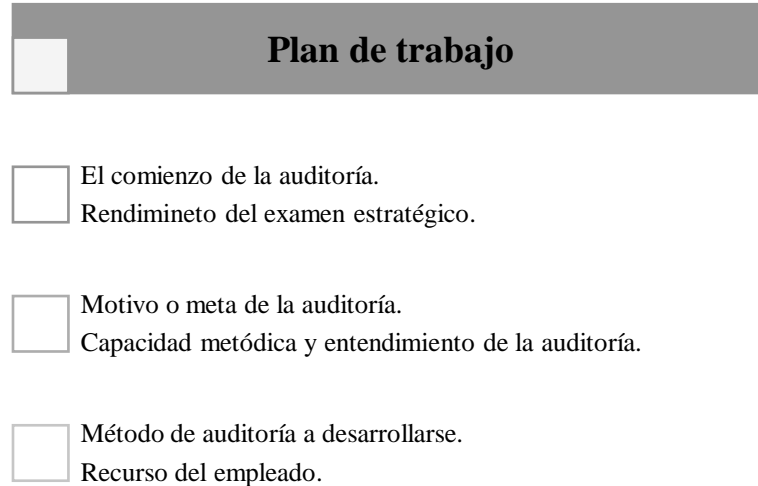 Plan de trabajo
El comienzo de la auditoría.
Rendimineto del examen estratégico.
Motivo o meta de la auditoría.
Capacidad metódica y entendimiento de la auditoría.
Método de auditoría a desarrollarse.
Recurso del empleado.